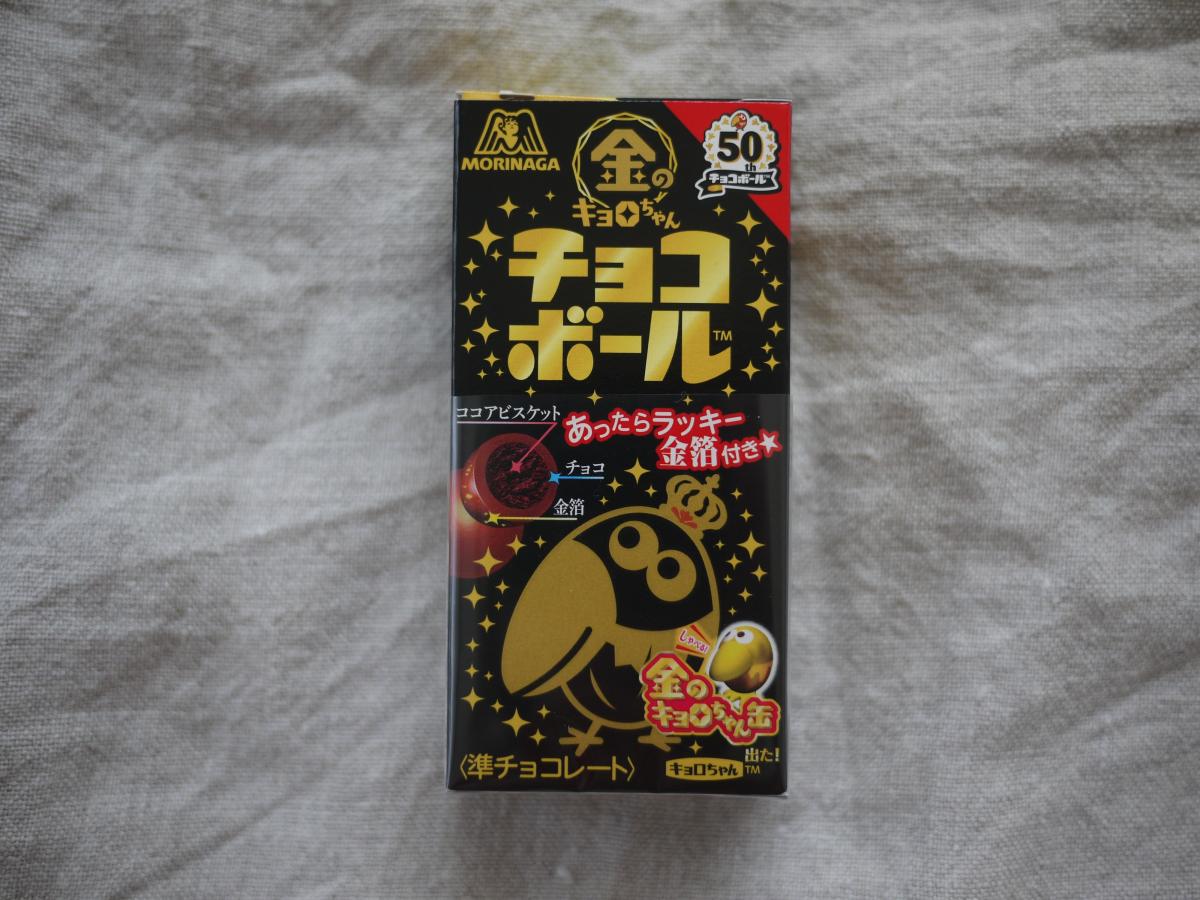 MORINAGA
金の
キョロちゃん
50th
チョコボール™
チョコ
ボール™
ココアビスケット
あったらラッキー
金箔付き★
チョコ
金箔
しゃべる!
金の
キョロちゃん缶
出た!
〈準チョコレート〉
キョロちゃん™